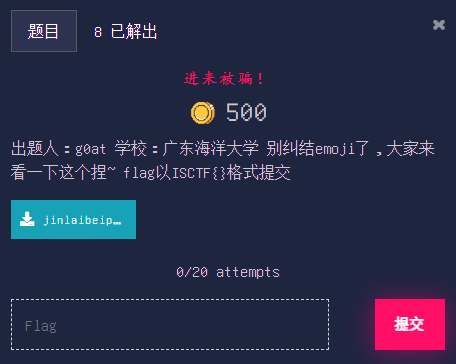 题目 8 已解出
进来被骗!
500
出题人：g0at 学校：广东海洋大学 别纠结emoji了，大家来
看一下这个捏~ flag以ISCTF{}格式提交
jinlaibeip…
0/20 attempts
Flag 提交